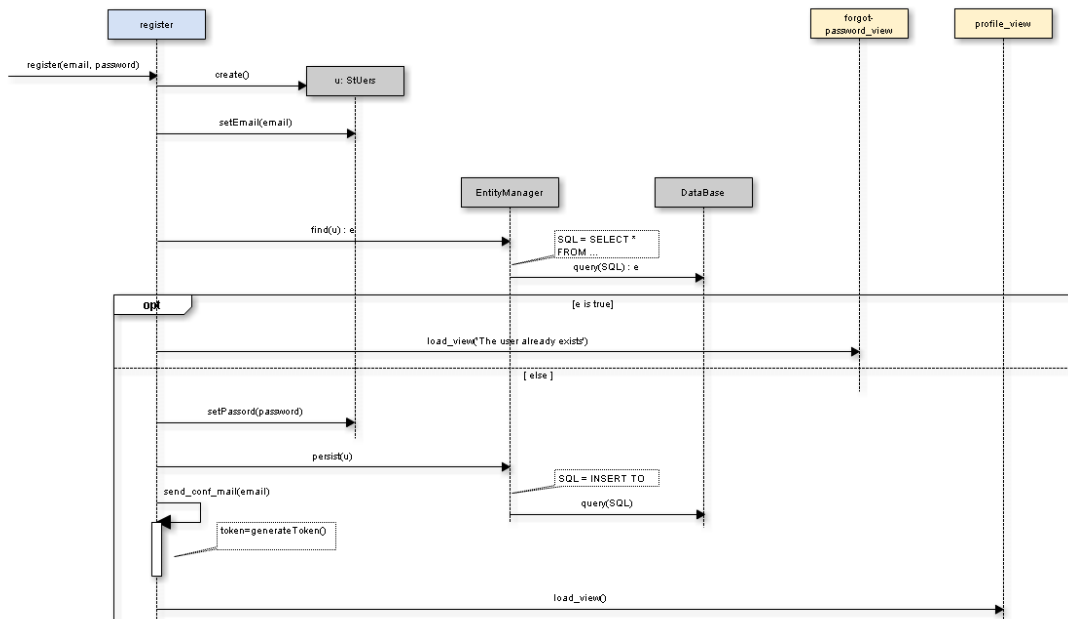 register
forgot-
password_view
profile_view
register(email, password)
create()
u: StUers
setEmail(email)
EntityManager
DataBase
find(u) : e
SQL = SELECT *
FROM ...
query(SQL) : e
opt
[e is true]
load_view("The user already exists")
[ else ]
setPassord(password)
persist(u)
SQL = INSERT TO
send_conf_mail(email)
query(SQL)
token=generateToken()
load_view()